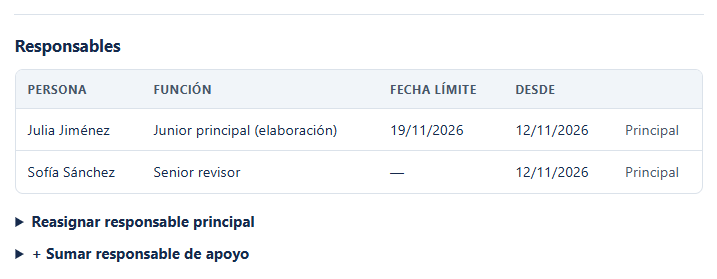 Responsables
PERSONA FUNCIÓN FECHA LÍMITE DESDE
Julia Jiménez Junior principal (elaboración) 19/11/2026 12/11/2026 Principal
Sofía Sánchez Senior revisor — 12/11/2026 Principal
▶ Reasignar responsable principal
▶ + Sumar responsable de apoyo